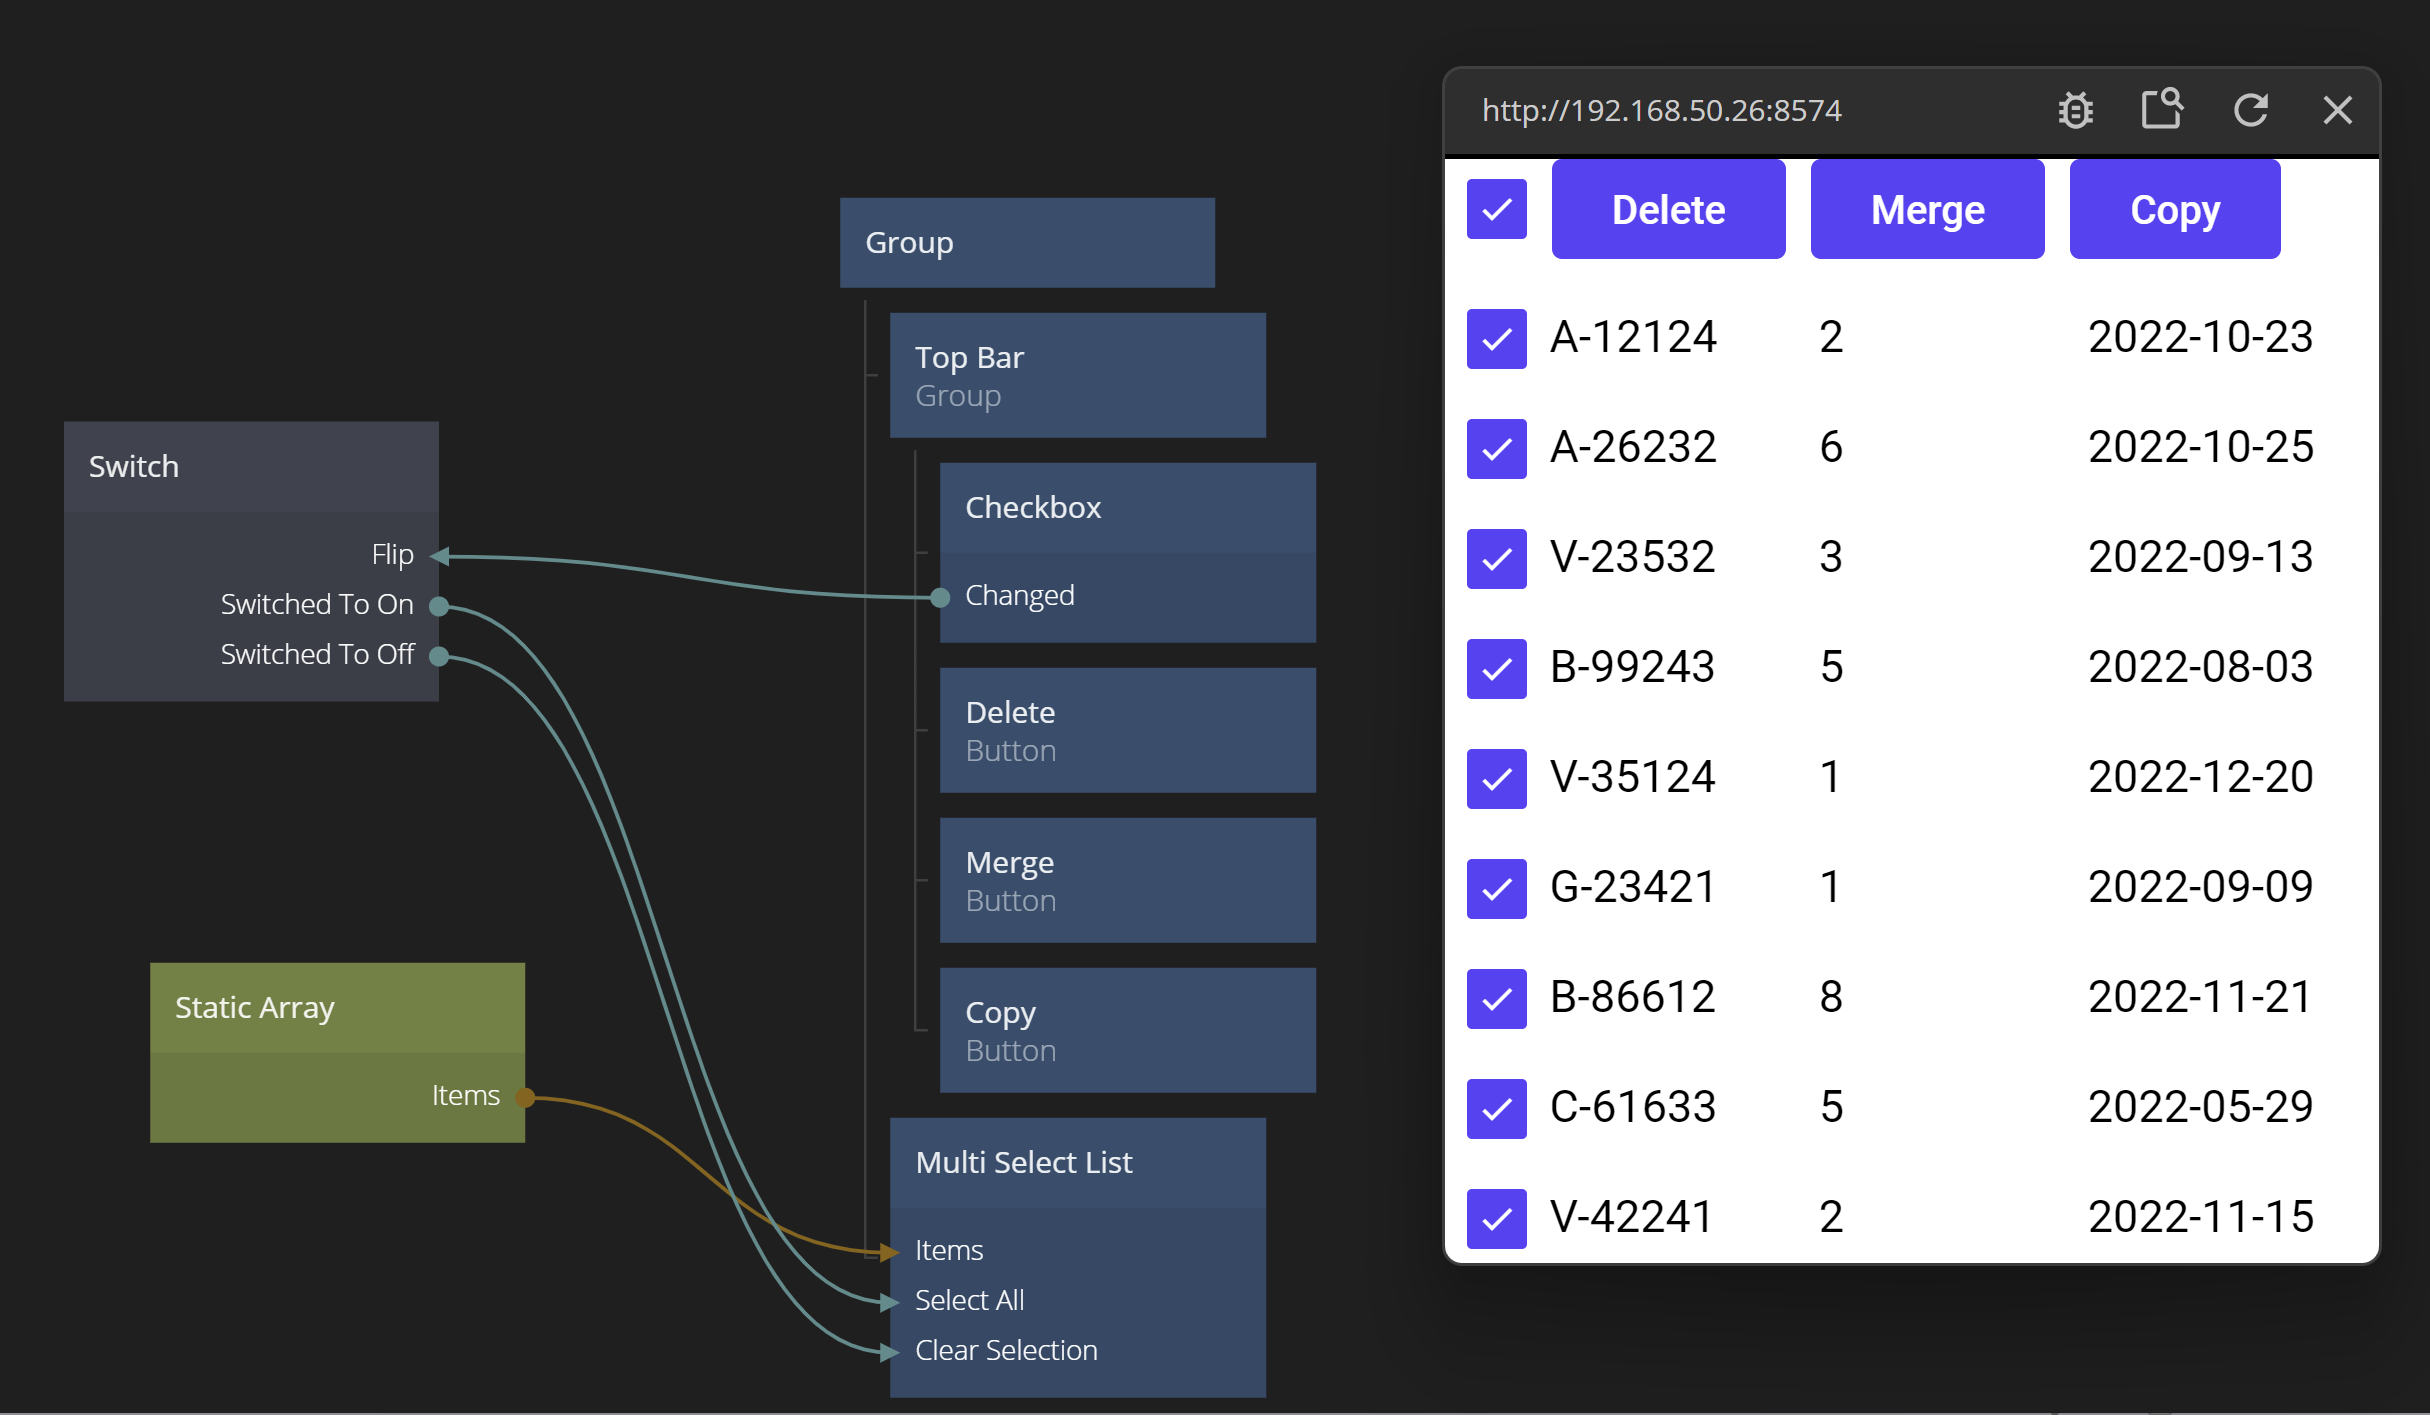 Switch
Flip
Switched To On
Switched To Off
Static Array
Items
Group
Top Bar
Group
Checkbox
Changed
Delete
Button
Merge
Button
Copy
Button
Multi Select List
Items
Select All
Clear Selection
http://192.168.50.26:8574
Delete Merge Copy
A-12124 2 2022-10-23
A-26232 6 2022-10-25
V-23532 3 2022-09-13
B-99243 5 2022-08-03
V-35124 1 2022-12-20
G-23421 1 2022-09-09
B-86612 8 2022-11-21
C-61633 5 2022-05-29
V-42241 2 2022-11-15